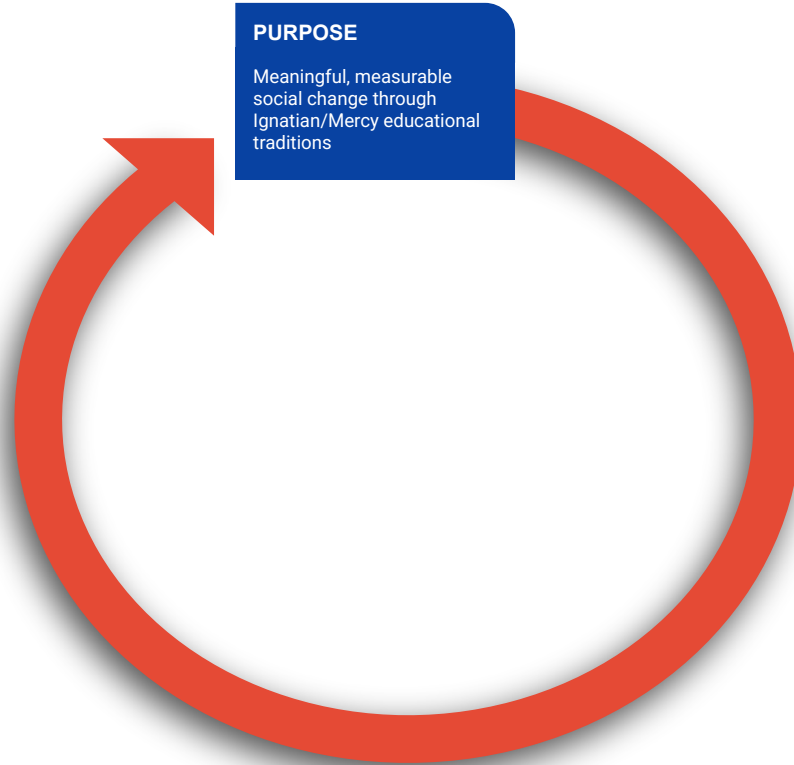 PURPOSE
Meaningful, measurable
social change through
Ignatian/Mercy educational
traditions